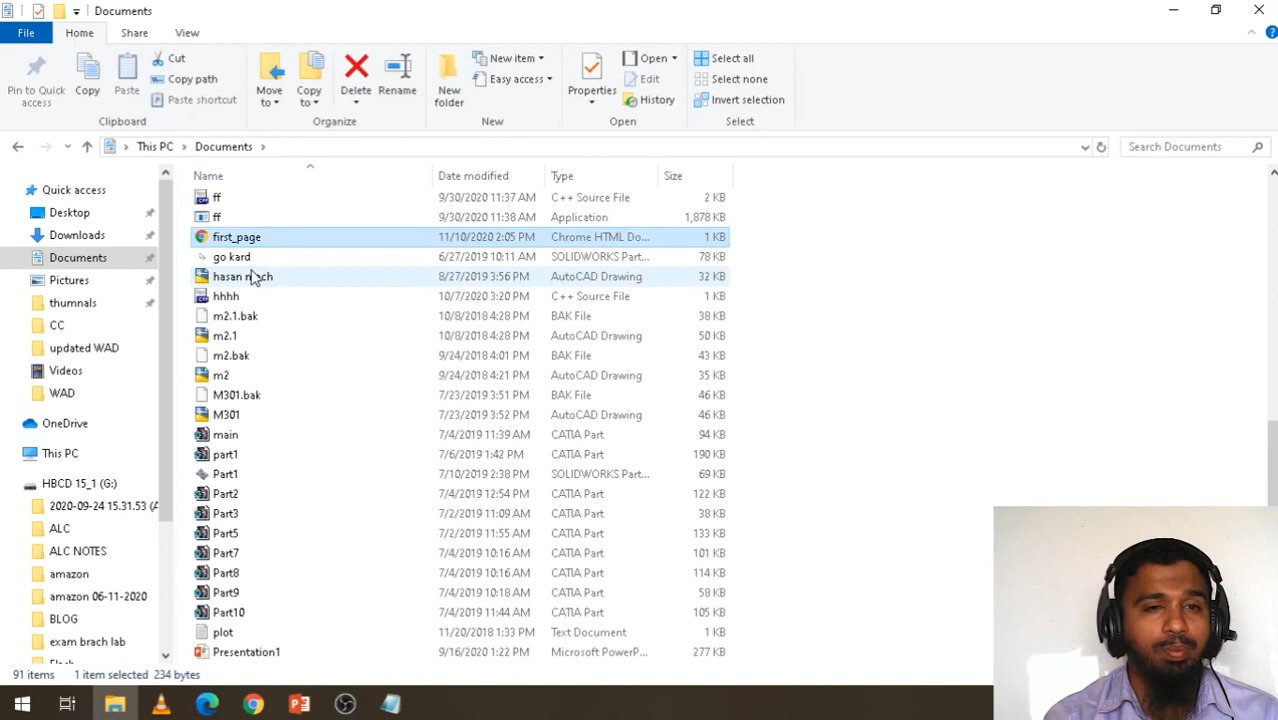 Documents
File Home Share View
Pin to Quick access
Copy
Paste
Cut
Copy path
Paste shortcut
Clipboard
Move to
Copy to
Delete
Rename
Organize
New folder
New item
Easy access
New
Properties
Open
Edit
History
Open
Select all
Select none
Invert selection
Select
This PC Documents
Search Documents
Quick access
Desktop
Downloads
Documents
Pictures
thumnals
CC
updated WAD
Videos
WAD
OneDrive
This PC
HBCD 15_1 (G:)
2020-09-24 15.31.53 (A
ALC
ALC NOTES
amazon
amazon 06-11-2020
BLOG
exam brach lab
Name Date modified Type Size
ff 9/30/2020 11:37 AM C++ Source File 2 KB
ff 9/30/2020 11:38 AM Application 1,878 KB
first_page 11/10/2020 2:05 PM Chrome HTML Do... 1 KB
go kard 6/27/2019 10:11 AM SOLIDWORKS Part... 78 KB
hasan 8/27/2019 3:56 PM AutoCAD Drawing 32 KB
hhhh 10/7/2020 3:20 PM C++ Source File 1 KB
m2.1.bak 10/8/2018 4:28 PM BAK File 38 KB
m2.1 10/8/2018 4:28 PM AutoCAD Drawing 50 KB
m2.bak 9/24/2018 4:01 PM BAK File 43 KB
m2 9/24/2018 4:01 PM AutoCAD Drawing 35 KB
M301.bak 7/23/2019 3:51 PM BAK File 46 KB
M301 7/23/2019 3:52 PM AutoCAD Drawing 46 KB
main 7/4/2019 11:39 AM CATIA Part 94 KB
part1 7/6/2019 1:42 PM CATIA Part 190 KB
Part1 7/10/2019 2:38 PM SOLIDWORKS Part... 69 KB
Part2 7/4/2019 12:54 PM CATIA Part 122 KB
Part3 7/2/2019 11:09 AM CATIA Part 38 KB
Part5 7/2/2019 11:55 AM CATIA Part 133 KB
Part7 7/4/2019 10:16 AM CATIA Part 101 KB
Part8 7/4/2019 10:16 AM CATIA Part 114 KB
Part9 7/4/2019 10:18 AM CATIA Part 58 KB
Part10 7/4/2019 11:44 AM CATIA Part 105 KB
plot 11/20/2018 1:33 PM Text Document 1 KB
Presentation1 9/16/2020 1:22 PM Microsoft PowerP... 277 KB
91 items 1 item selected 234 bytes